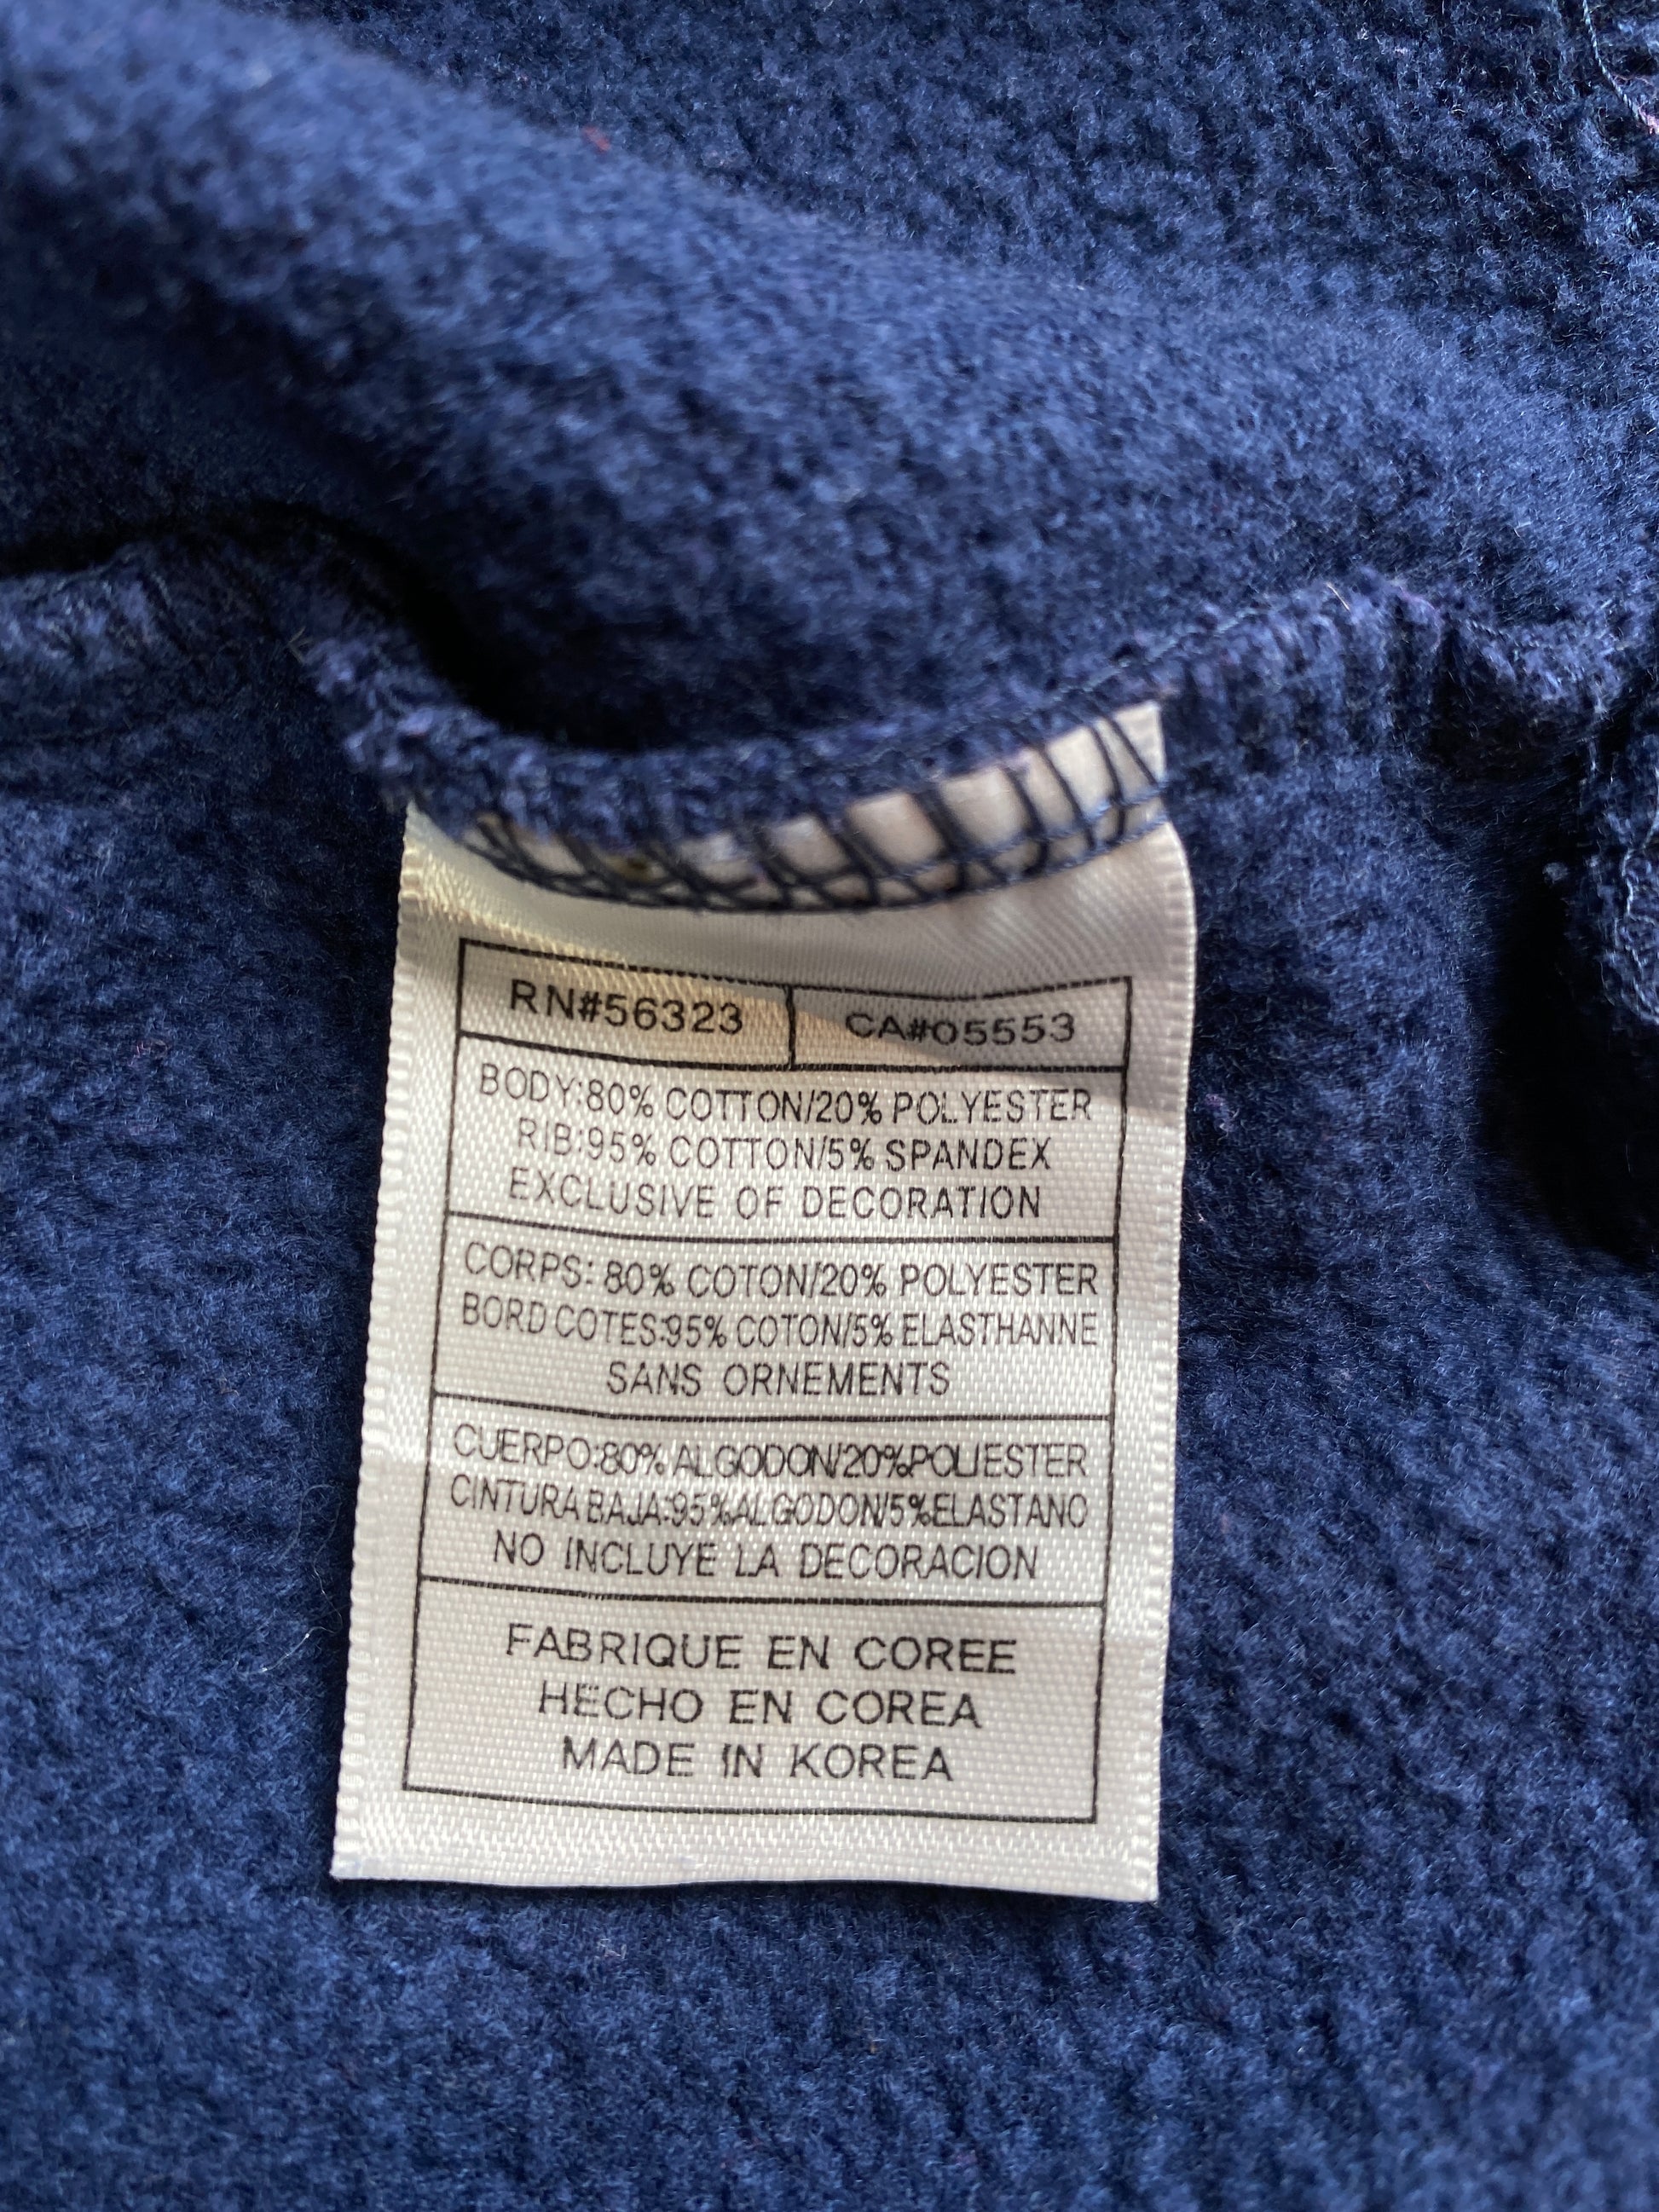 RN#56323 CA#05553
BODY:80% COTTON/20% POLYESTER
RIB:95% COTTON/5% SPANDEX
EXCLUSIVE OF DECORATION
CORPS: 80% COTON/20% POLYESTER
BORD COTES:95% COTON/5% ELASTHANNE
SANS ORNEMENTS
CUERPO:80% ALGODON/20%POLIESTER
CINTURA BAJA:95%ALGODON/5%ELASTANO
NO INCLUYE LA DECORACION
FABRIQUE EN COREE
HECHO EN COREA
MADE IN KOREA